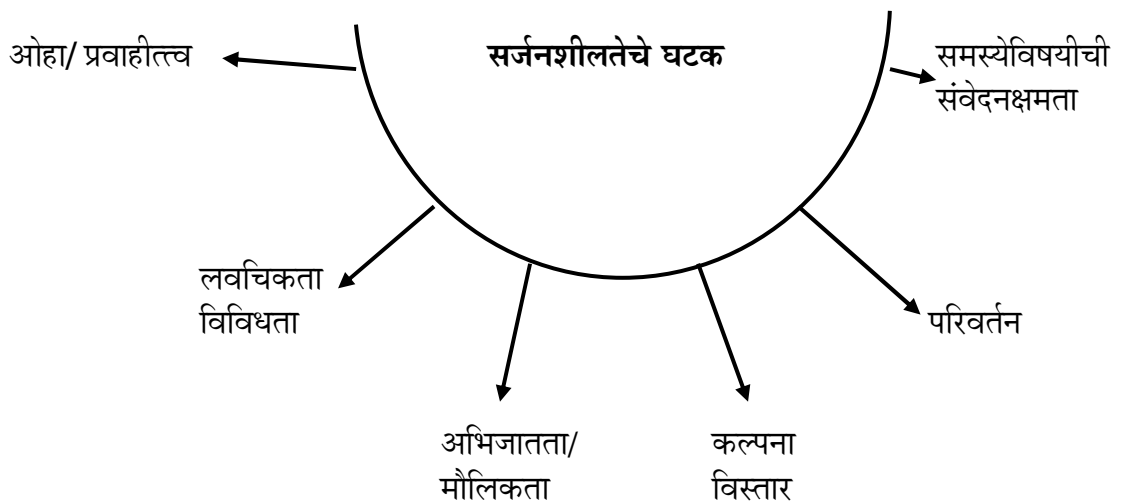 ओहा/ प्रवाहीत्त्व
सर्जनशीलतेचे घटक
समस्येविषयीची
संवेदनक्षमता
लवचिकता
विविधता
परिवर्तन
अभिजातता/
मौलिकता
कल्पना
विस्तार